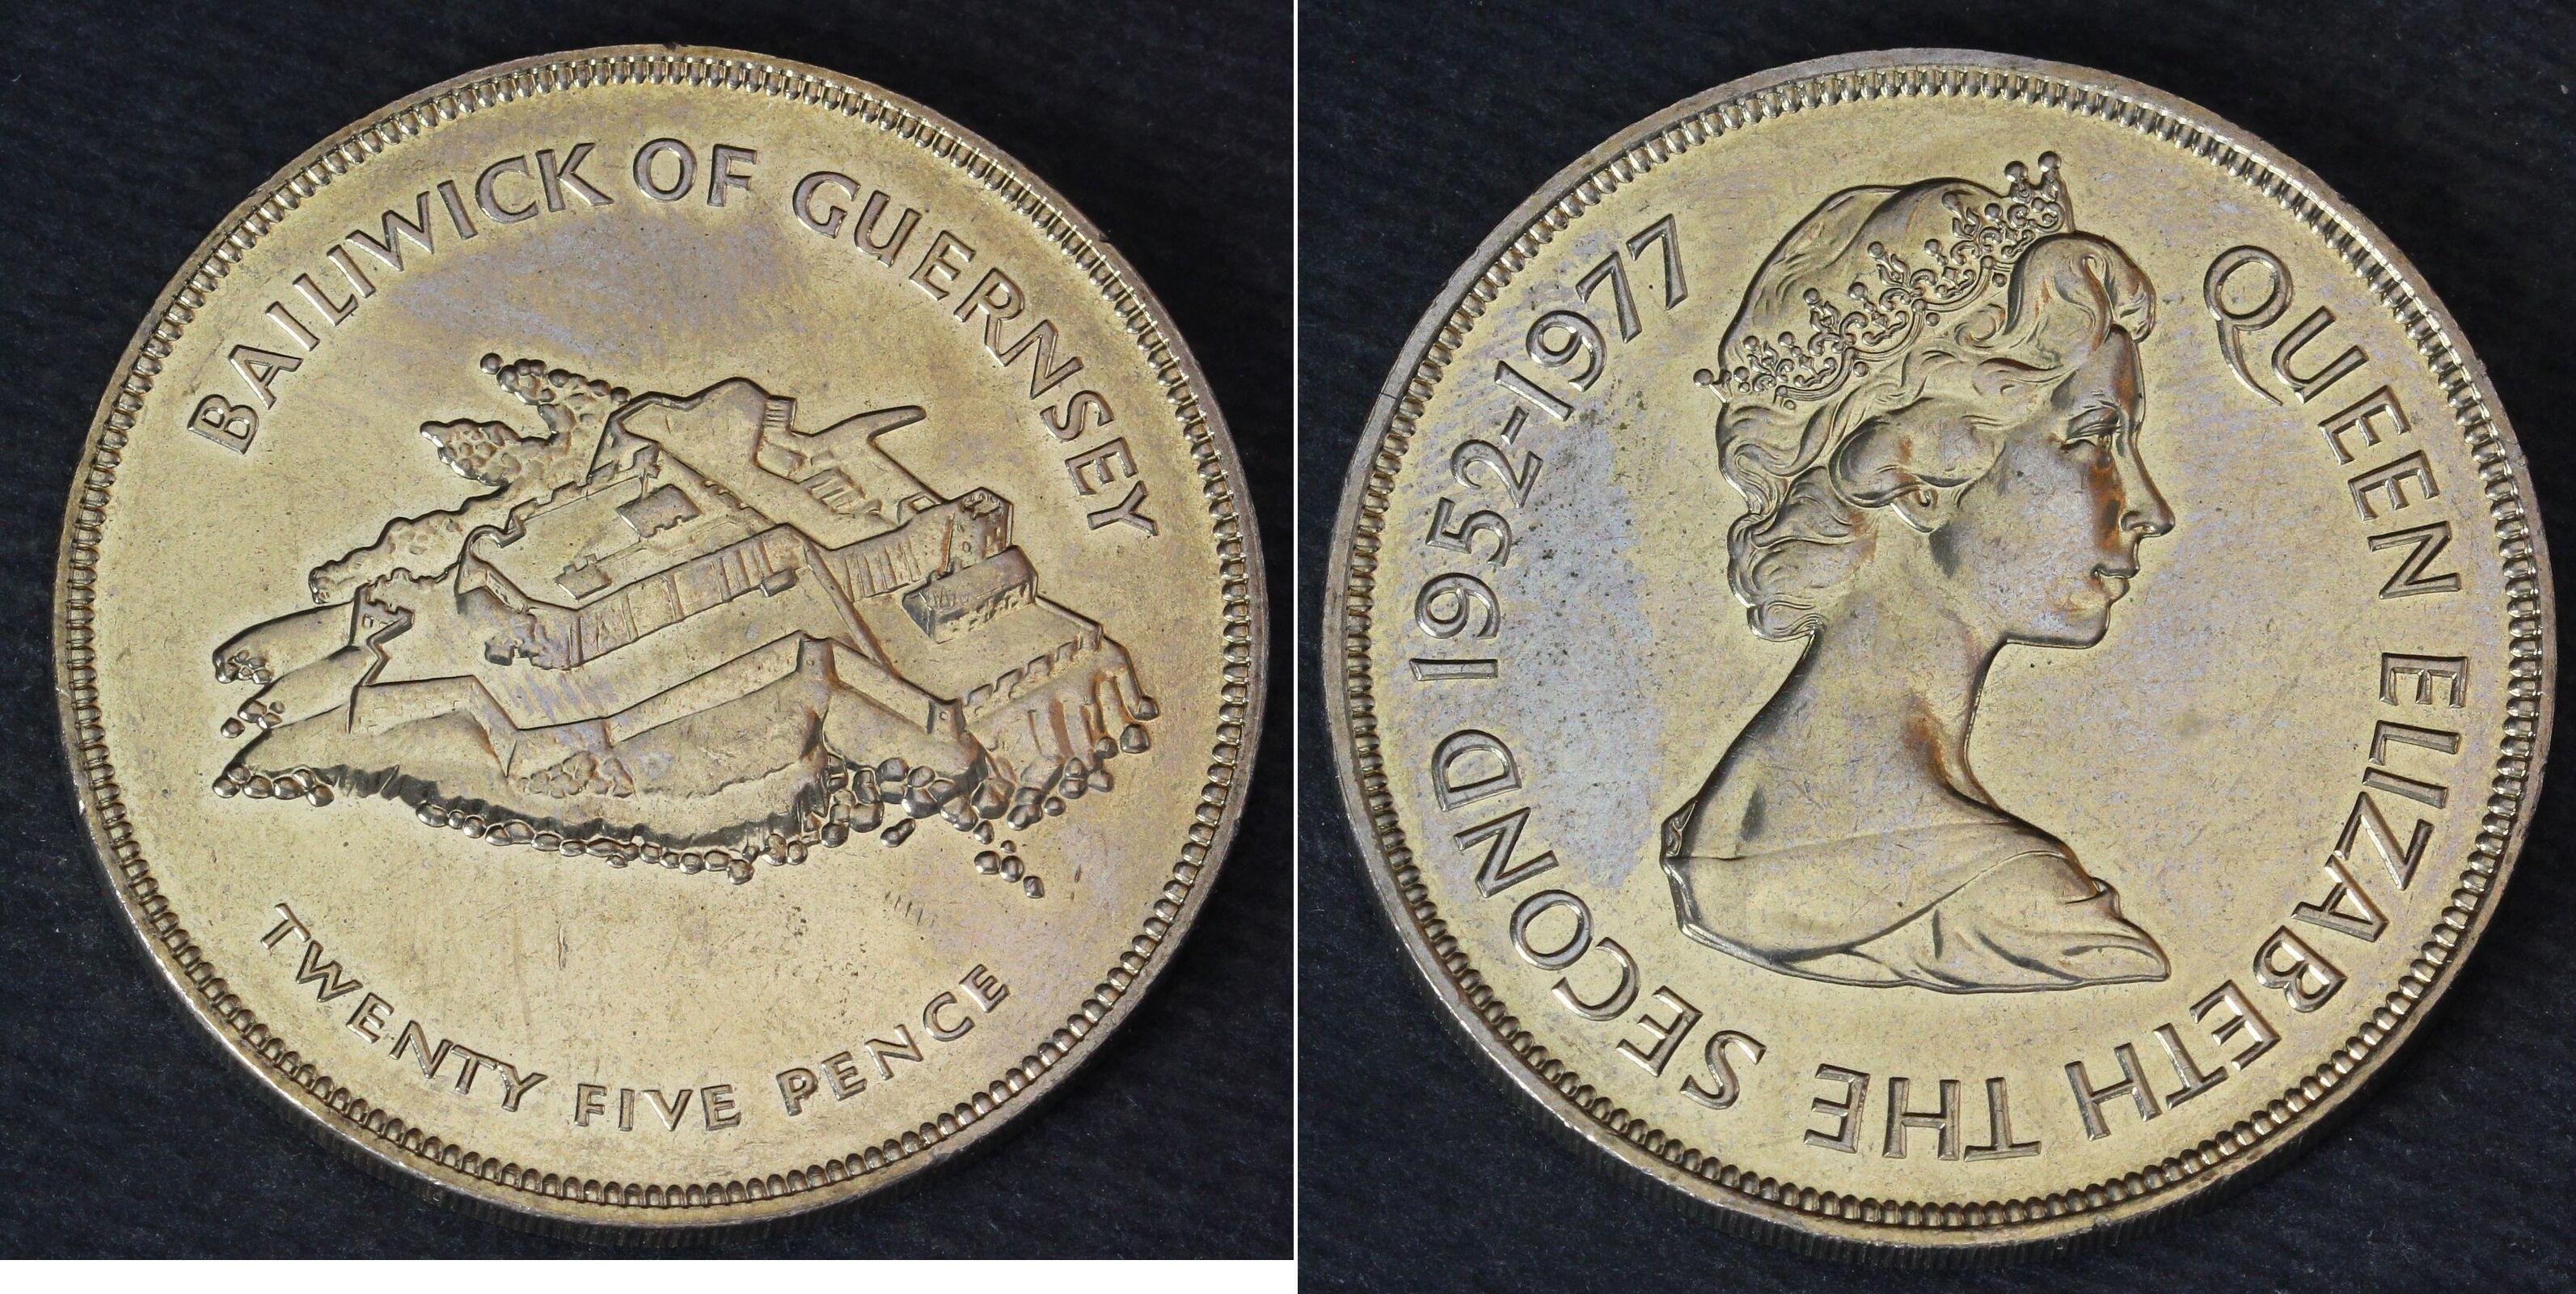 BAILIWICK OF GUERNSEY
TWENTY FIVE PENCE
QUEEN ELIZABETH THE SECOND 1952-1977